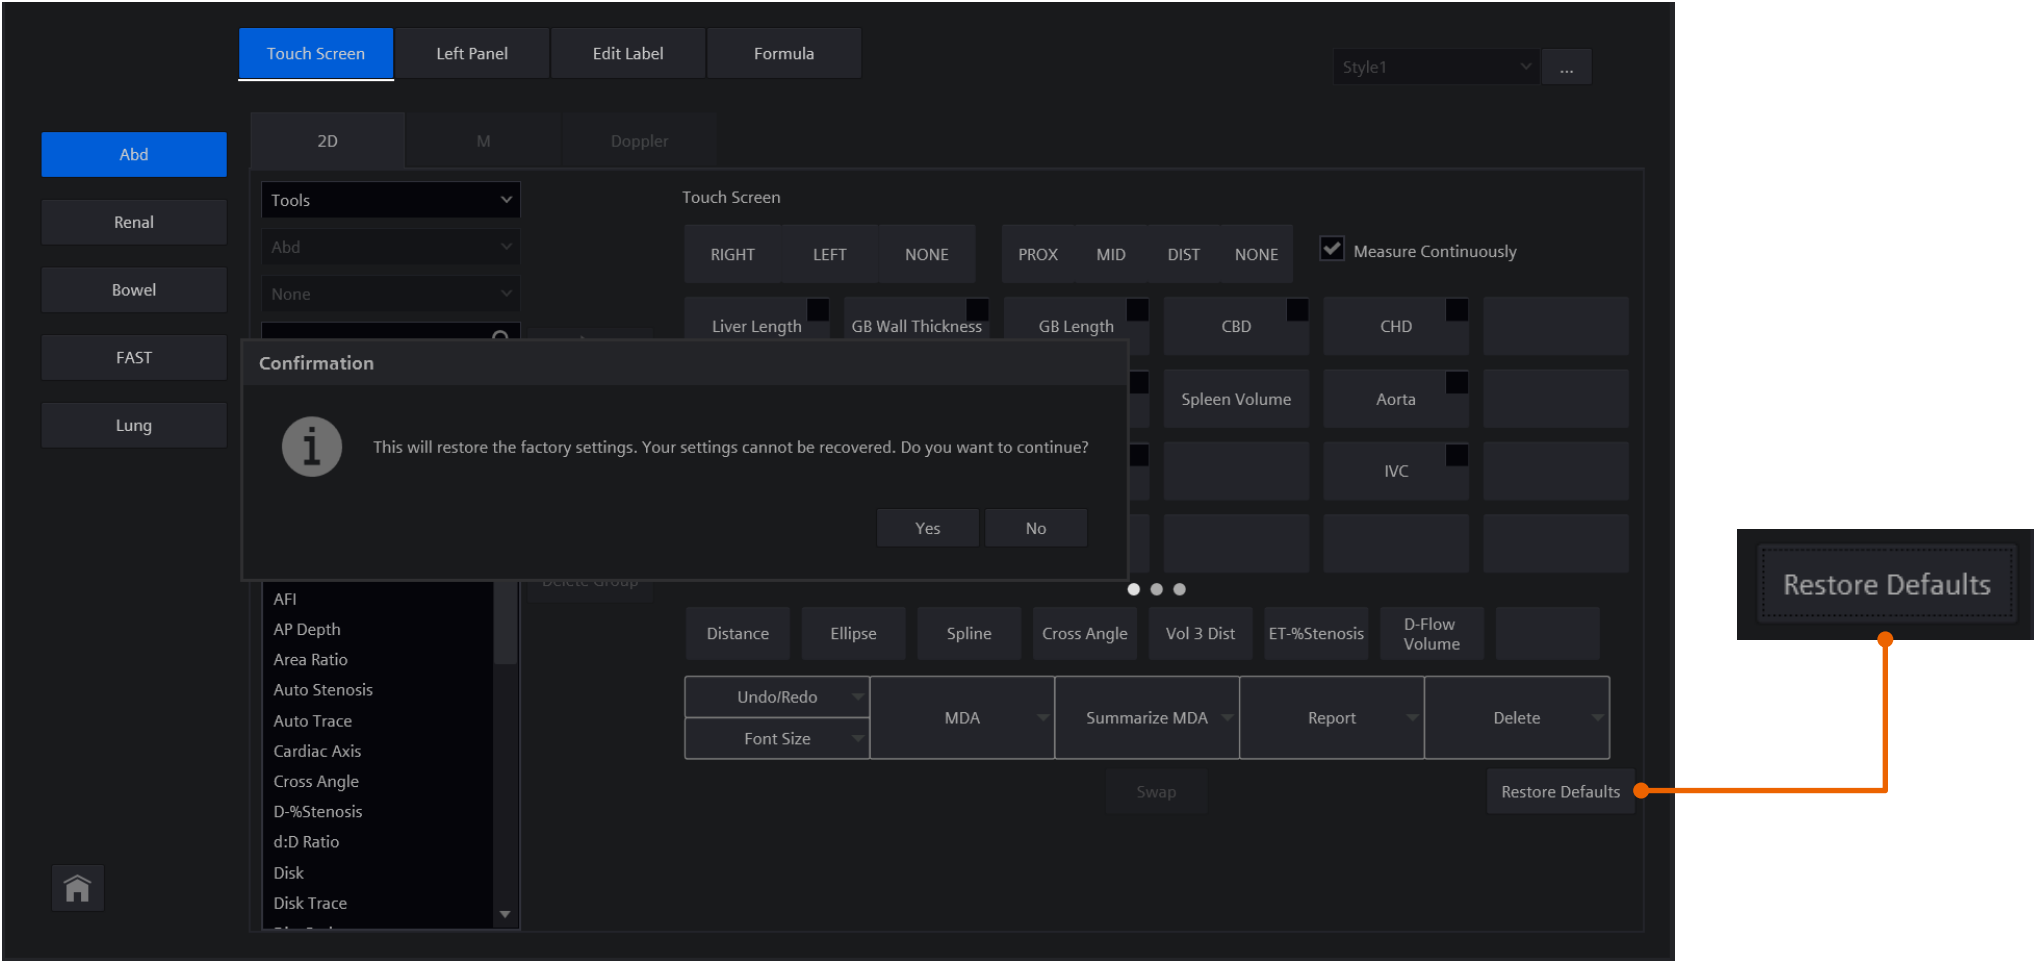 Touch Screen
Left Panel
Edit Label
Formula
Style1
...
Abd
Renal
Bowel
FAST
Lung
2D
M
Doppler
Tools
Abd
None
Touch Screen
RIGHT
LEFT
NONE
PROX
MID
DIST
NONE
Measure Continuously
Liver Length
GB Wall Thickness
GB Length
CBD
CHD
Spleen Volume
Aorta
IVC
Confirmation
This will restore the factory settings. Your settings cannot be recovered. Do you want to continue?
Yes
No
Delete Group
AFI
AP Depth
Area Ratio
Auto Stenosis
Auto Trace
Cardiac Axis
Cross Angle
D-%Stenosis
d:D Ratio
Disk
Disk Trace
Distance
Ellipse
Spline
Cross Angle
Vol 3 Dist
ET-%Stenosis
D-Flow
Volume
Undo/Redo
Font Size
MDA
Summarize MDA
Report
Delete
Swap
Restore Defaults
Restore Defaults